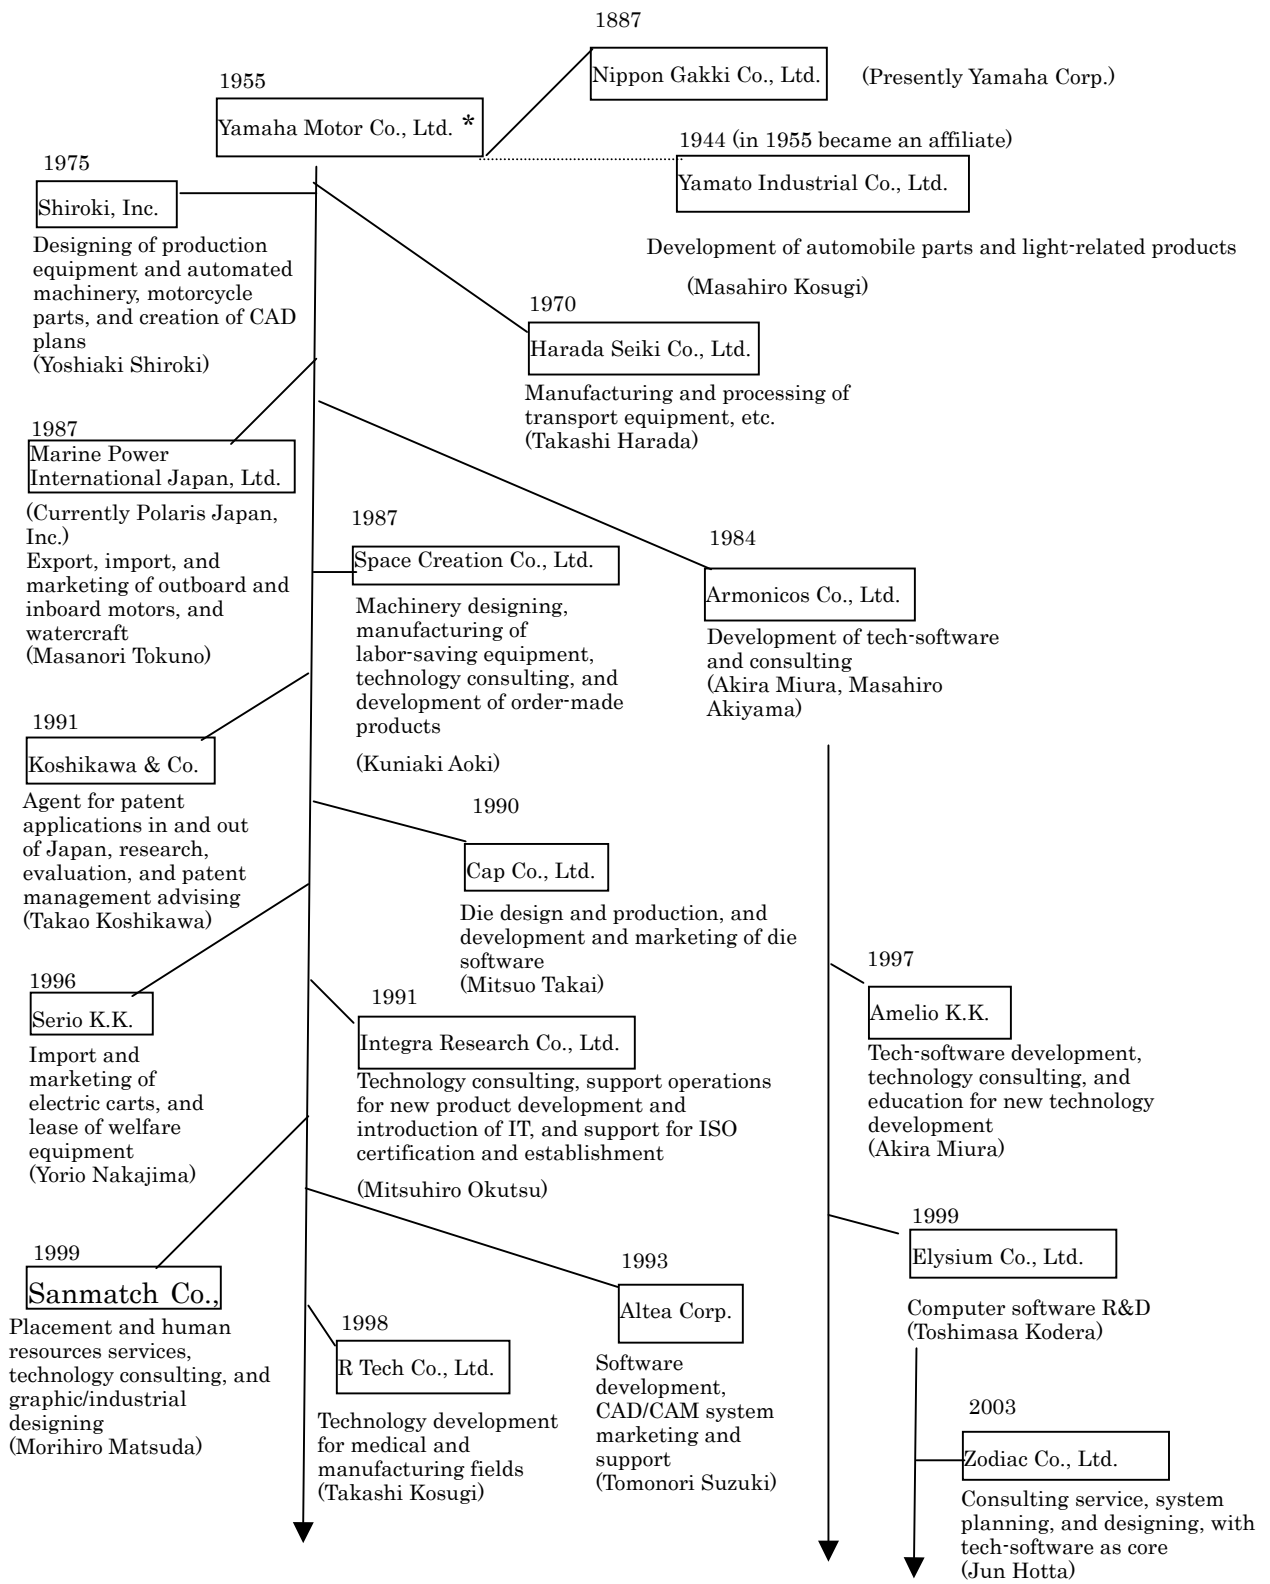 1887
Nippon Gakki Co., Ltd.
(Presently Yamaha Corp.)
1955
Yamaha Motor Co., Ltd. *
1944 (in 1955 became an affiliate)
Yamato Industrial Co., Ltd.
Development of automobile parts and light-related products
(Masahiro Kosugi)
1975
Shiroki, Inc.
Designing of production
equipment and automated
machinery, motorcycle
parts, and creation of CAD
plans
(Yoshiaki Shiroki)
1970
Harada Seiki Co., Ltd.
Manufacturing and processing of
transport equipment, etc.
(Takashi Harada)
1987
Marine Power
International Japan, Ltd.
(Currently Polaris Japan,
Inc.)
Export, import, and
marketing of outboard and
inboard motors, and
watercraft
(Masanori Tokuno)
1987
Space Creation Co., Ltd.
Machinery designing,
manufacturing of
labor-saving equipment,
technology consulting, and
development of order-made
products
(Kuniaki Aoki)
1984
Armonicos Co., Ltd.
Development of tech-software
and consulting
(Akira Miura, Masahiro
Akiyama)
1991
Koshikawa & Co.
Agent for patent
applications in and out
of Japan, research,
evaluation, and patent
management advising
(Takao Koshikawa)
1990
Cap Co., Ltd.
Die design and production, and
development and marketing of die
software
(Mitsuo Takai)
1997
Amelio K.K.
Tech-software development,
technology consulting, and
education for new technology
development
(Akira Miura)
1996
Serio K.K.
Import and
marketing of
electric carts, and
lease of welfare
equipment
(Yorio Nakajima)
1991
Integra Research Co., Ltd.
Technology consulting, support operations
for new product development and
introduction of IT, and support for ISO
certification and establishment
(Mitsuhiro Okutsu)
1999
Elysium Co., Ltd.
Computer software R&D
(Toshimasa Kodera)
1999
Sanmatch Co.,
Placement and human
resources services,
technology consulting, and
graphic/industrial
designing
(Morihiro Matsuda)
1998
R Tech Co., Ltd.
Technology development
for medical and
manufacturing fields
(Takashi Kosugi)
1993
Altea Corp.
Software
development,
CAD/CAM system
marketing and
support
(Tomonori Suzuki)
2003
Zodiac Co., Ltd.
Consulting service, system
planning, and designing, with
tech-software as core
(Jun Hotta)